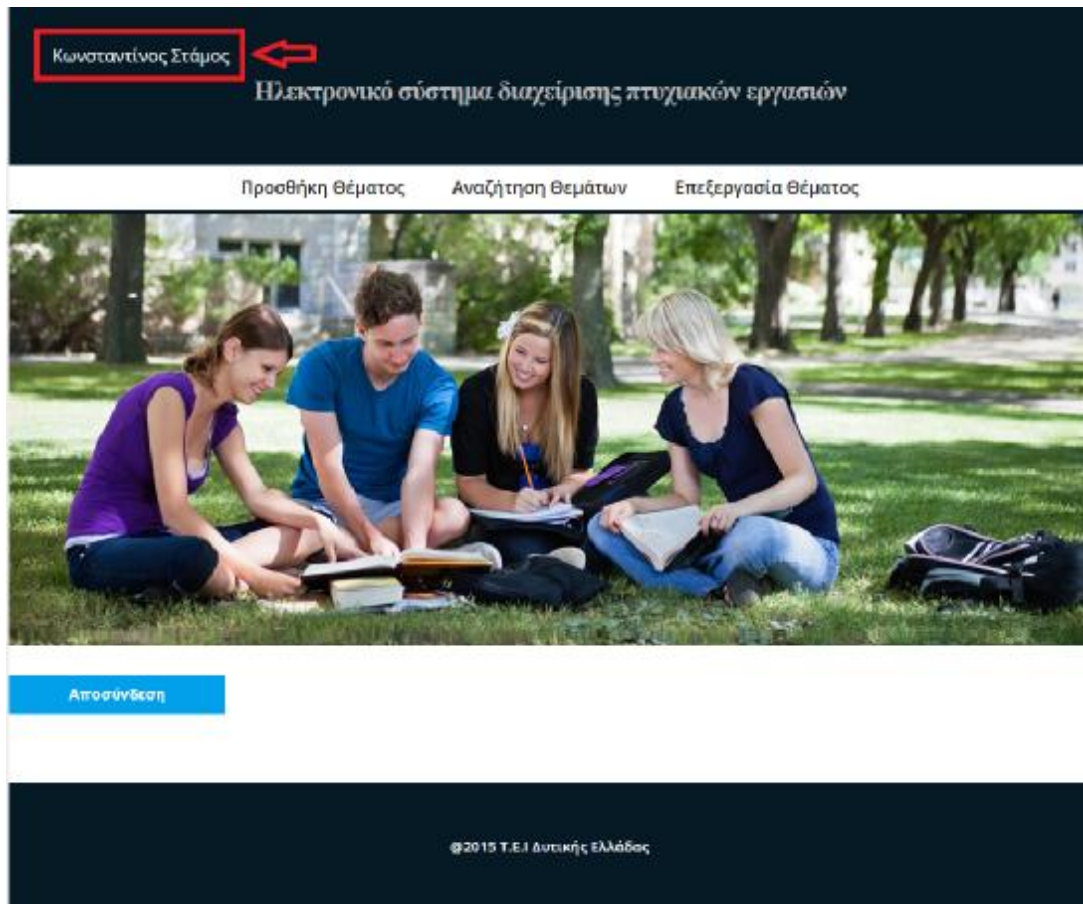 Κωνσταντίνος Στάμος
Ηλεκτρονικό σύστημα διαχείρισης πτυχιακών εργασιών
Προσθήκη Θέματος Αναζήτηση Θεμάτων Επεξεργασία Θέματος
Αποσύνδεση
@2015 Τ.Ε.Ι Δυτικής Ελλάδας